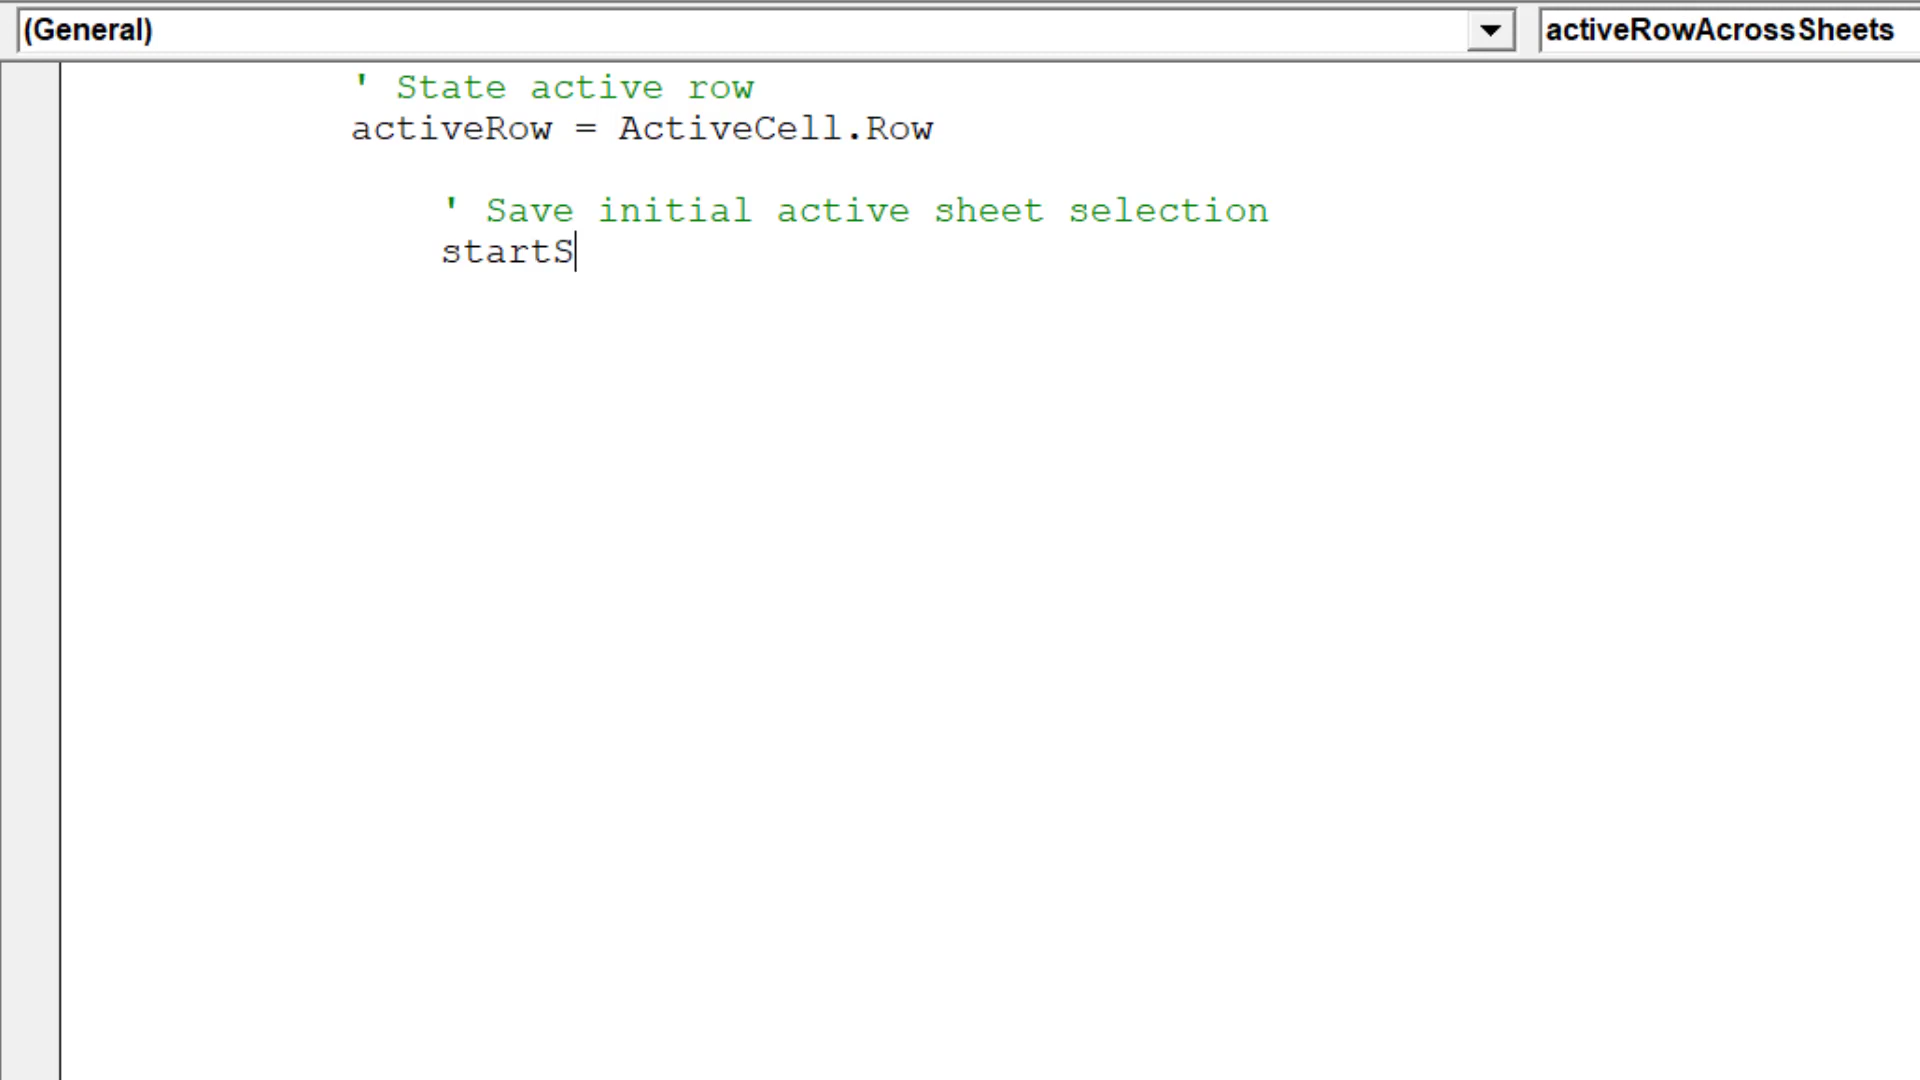 (General)
activeRowAcrossSheets
' State active row
activeRow = ActiveCell.Row
' Save initial active sheet selection
startS